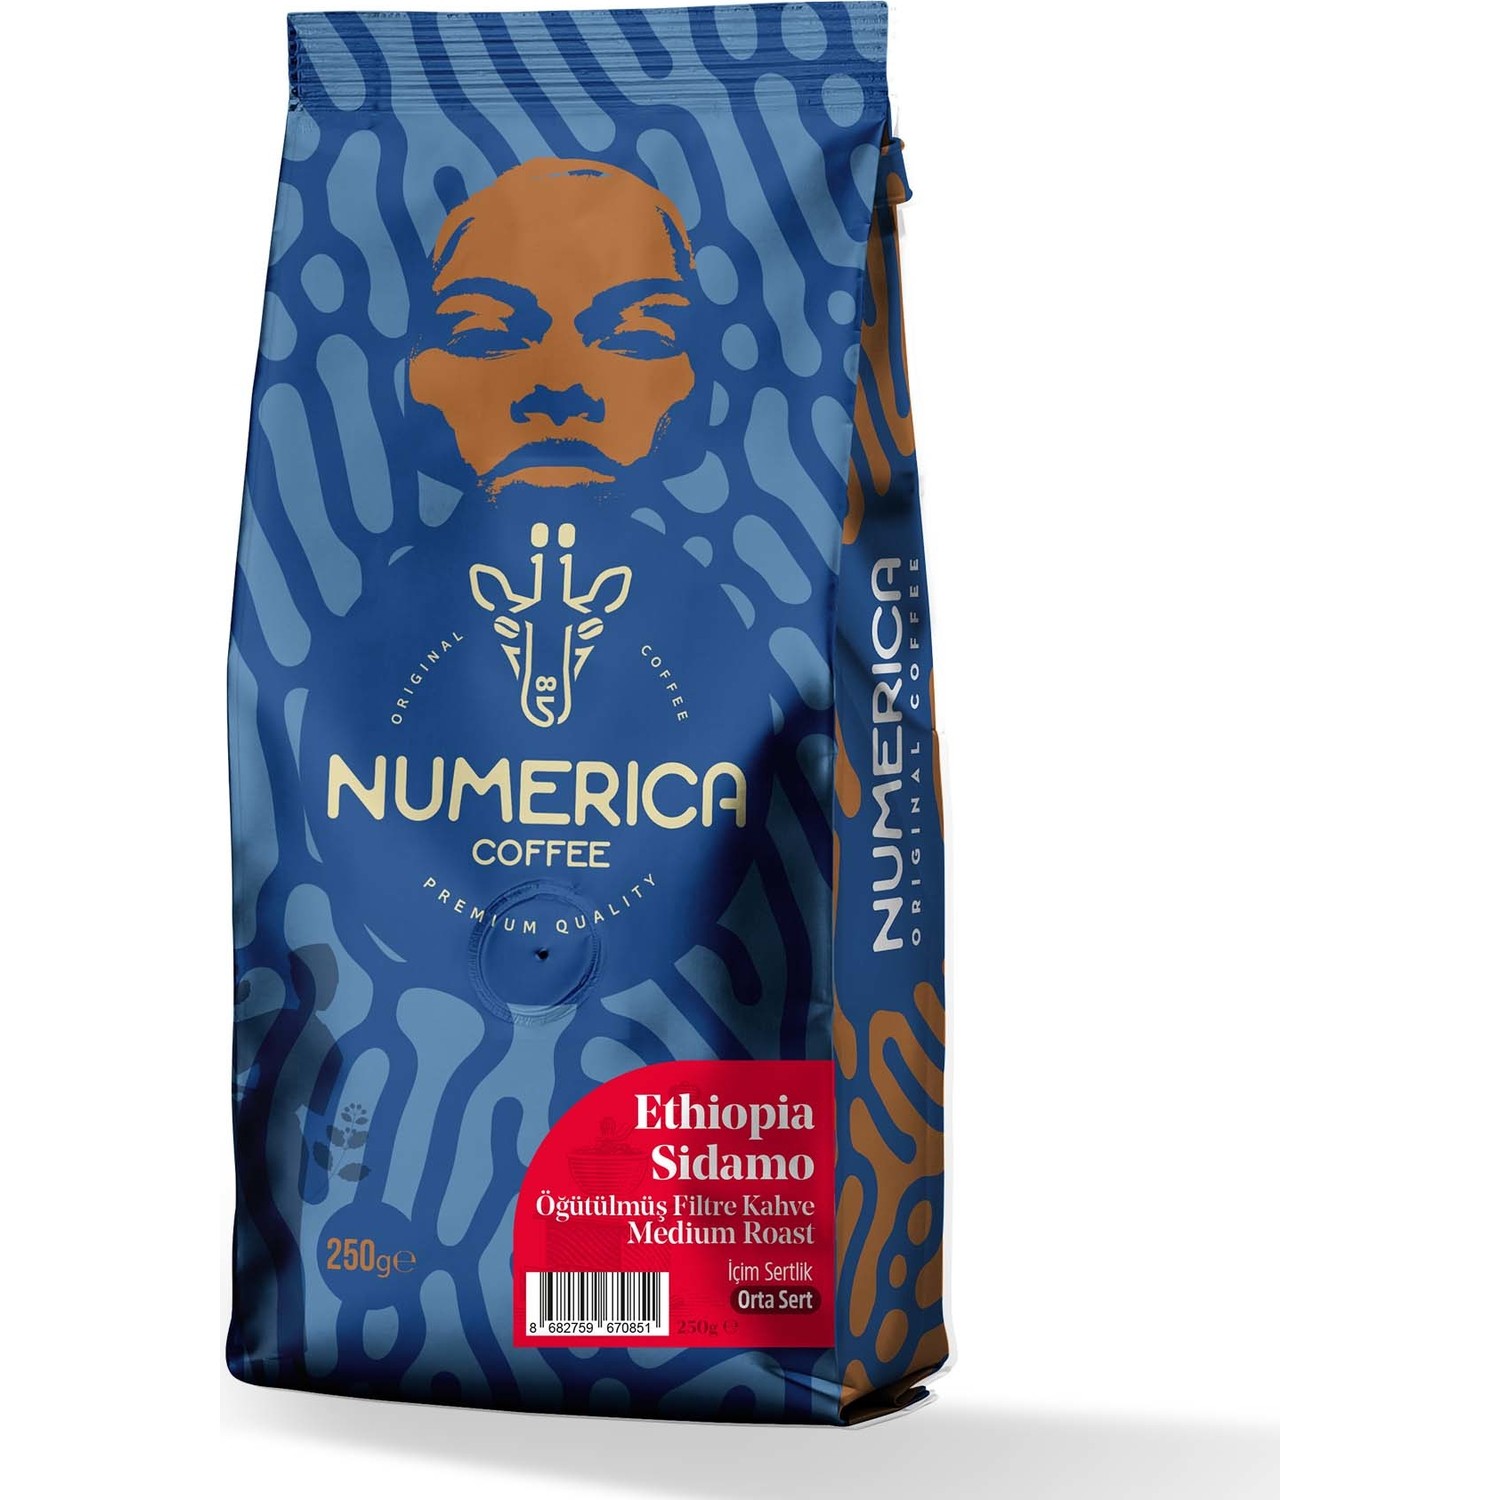 ORIGINAL COFFEE
NUMERICA
COFFEE
PREMIUM QUALITY
NUMERICA
ORIGINAL COFFEE
Ethiopia
Sidamo
Öğütülmüş Filtre Kahve
Medium Roast
İçim Sertlik
Orta Sert
250g℮
8 682759 670851
250g ℮